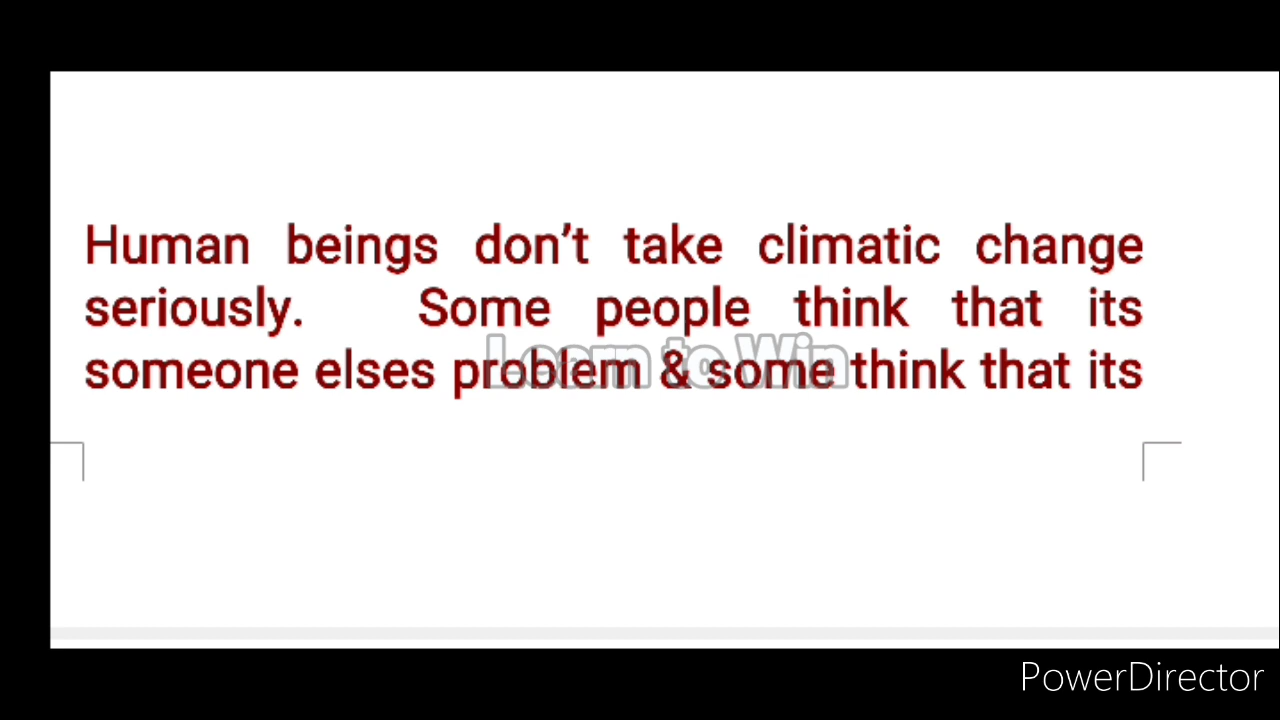 Human beings don't take climatic change
seriously. Some people think that its
someone elses problem & some think that its
Learn to Win
PowerDirector